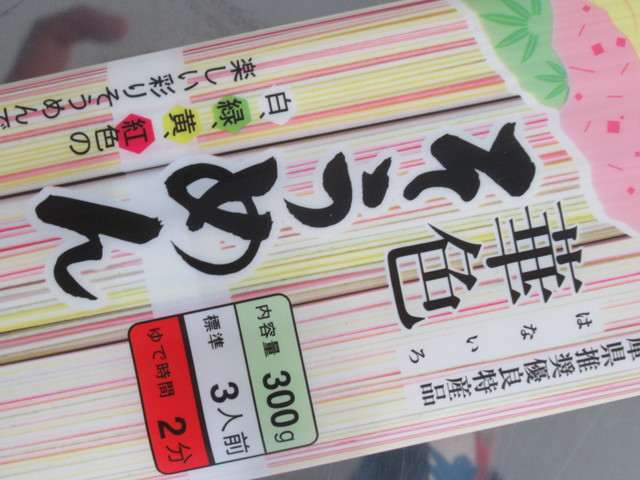 庫県推奨優良特産品
はないろ
華色
そうめん
白、緑、黄、紅色の
楽しい彩りそうめんで
内容量 300g
標準 3人前
ゆで時間 2分